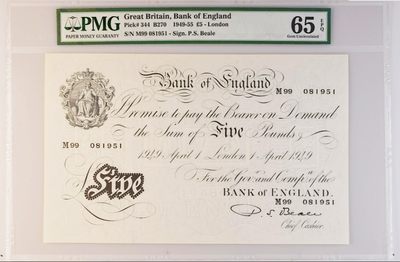 PMG
PAPER MONEY GUARANTY
Great Britain, Bank of England
Pick# 344 B270 1949-55 £5 - London
S/N M99 081951 - Sign. P.S. Beale
65 EPQ
Gem Uncirculated
Bank of England
M99 081951
Promise to pay the Bearer on Demand
the Sum of Five Pounds
M99 081951
1949 April 1 London 1 April 1949
For the Govr. and Compa. of the
Five
BANK OF ENGLAND.
M99 081951
P. S. Beale
Chief Cashier.